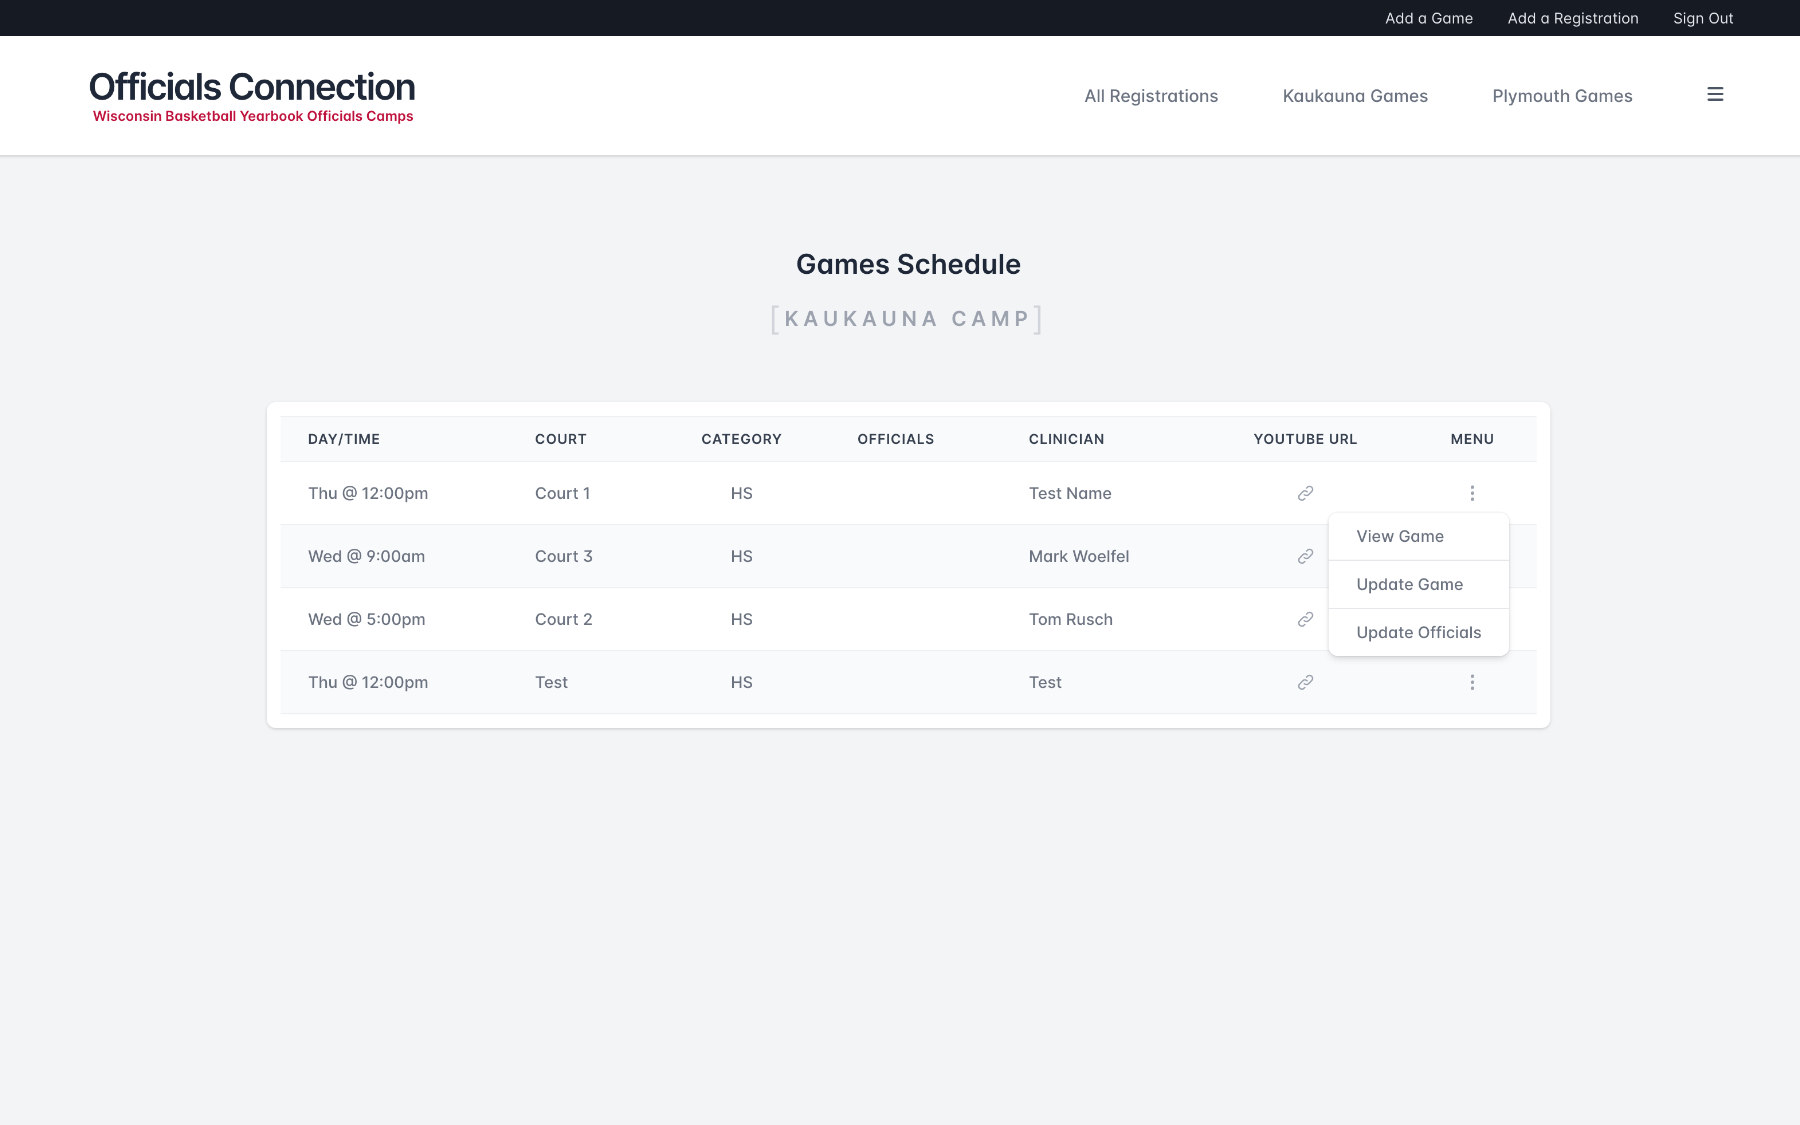 Add a Game Add a Registration Sign Out
Officials Connection
Wisconsin Basketball Yearbook Officials Camps
All Registrations Kaukauna Games Plymouth Games
Games Schedule
[KAUKAUNA CAMP]
DAY/TIME COURT CATEGORY OFFICIALS CLINICIAN YOUTUBE URL MENU
Thu @ 12:00pm Court 1 HS Test Name
Wed @ 9:00am Court 3 HS Mark Woelfel
Wed @ 5:00pm Court 2 HS Tom Rusch
Thu @ 12:00pm Test HS Test
View Game
Update Game
Update Officials